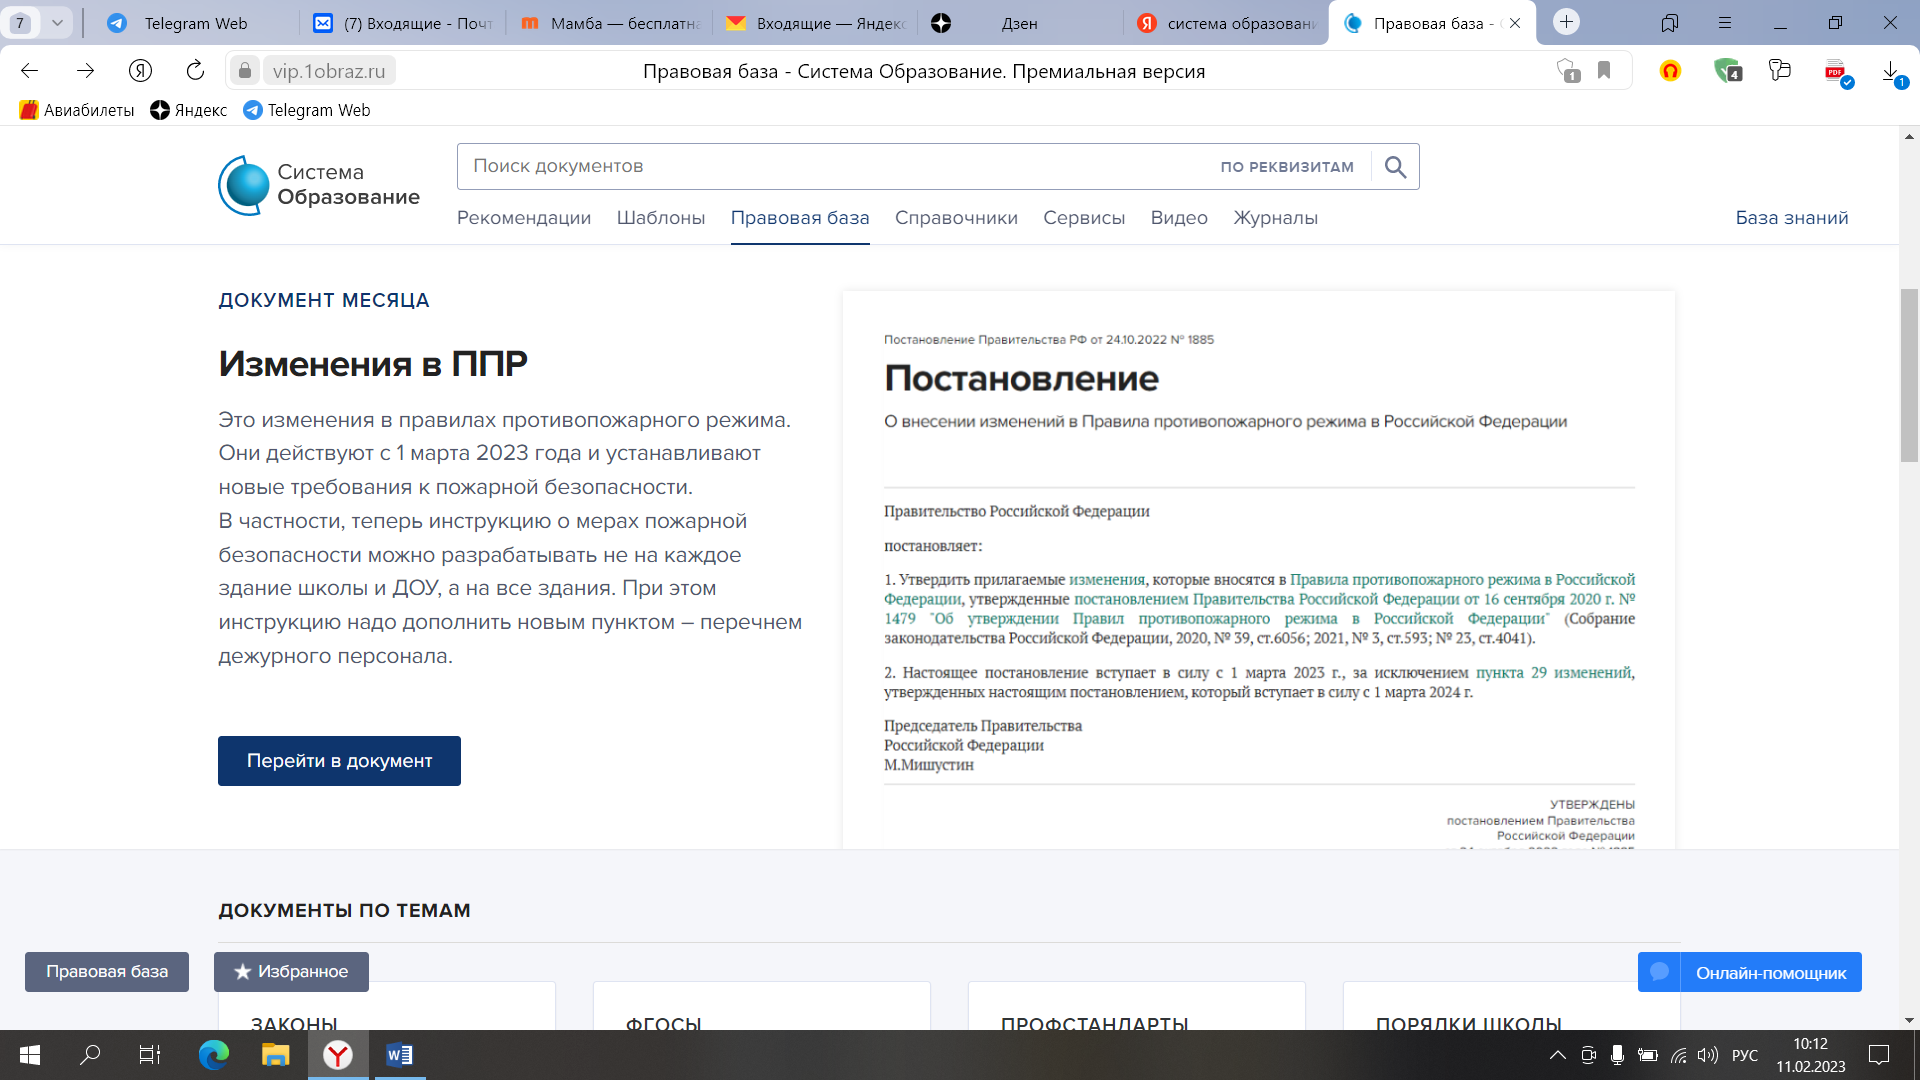 7
Telegram Web
(7) Входящие - Почт
Мамба — бесплатна
Входящие — Яндекс
Дзен
система образовани
Правовая база - С
vip.1obraz.ru
Правовая база - Система Образование. Премиальная версия
1
4
PDF
1
Авиабилеты
Яндекс
Telegram Web
Система
Образование
Поиск документов
ПО РЕКВИЗИТАМ
Рекомендации
Шаблоны
Правовая база
Справочники
Сервисы
Видео
Журналы
База знаний
ДОКУМЕНТ МЕСЯЦА
Изменения в ППР
Это изменения в правилах противопожарного режима.
Они действуют с 1 марта 2023 года и устанавливают
новые требования к пожарной безопасности.
В частности, теперь инструкцию о мерах пожарной
безопасности можно разрабатывать не на каждое
здание школы и ДОУ, а на все здания. При этом
инструкцию надо дополнить новым пунктом – перечнем
дежурного персонала.
Перейти в документ
Постановление Правительства РФ от 24.10.2022 № 1885
Постановление
О внесении изменений в Правила противопожарного режима в Российской Федерации
Правительство Российской Федерации
постановляет:
1. Утвердить прилагаемые изменения, которые вносятся в Правила противопожарного режима в Российской
Федерации, утвержденные постановлением Правительства Российской Федерации от 16 сентября 2020 г. №
1479 "Об утверждении Правил противопожарного режима в Российской Федерации" (Собрание
законодательства Российской Федерации, 2020, № 39, ст.6056; 2021, № 3, ст.593; № 23, ст.4041).
2. Настоящее постановление вступает в силу с 1 марта 2023 г., за исключением пункта 29 изменений,
утвержденных настоящим постановлением, который вступает в силу с 1 марта 2024 г.
Председатель Правительства
Российской Федерации
М.Мишустин
УТВЕРЖДЕНЫ
постановлением Правительства
Российской Федерации
ДОКУМЕНТЫ ПО ТЕМАМ
Правовая база
Избранное
Онлайн-помощник
ЗАКОНЫ
ФГОСЫ
ПРОФСТАНДАРТЫ
ПОРЯДКИ ШКОЛЫ
РУС
10:12
11.02.2023